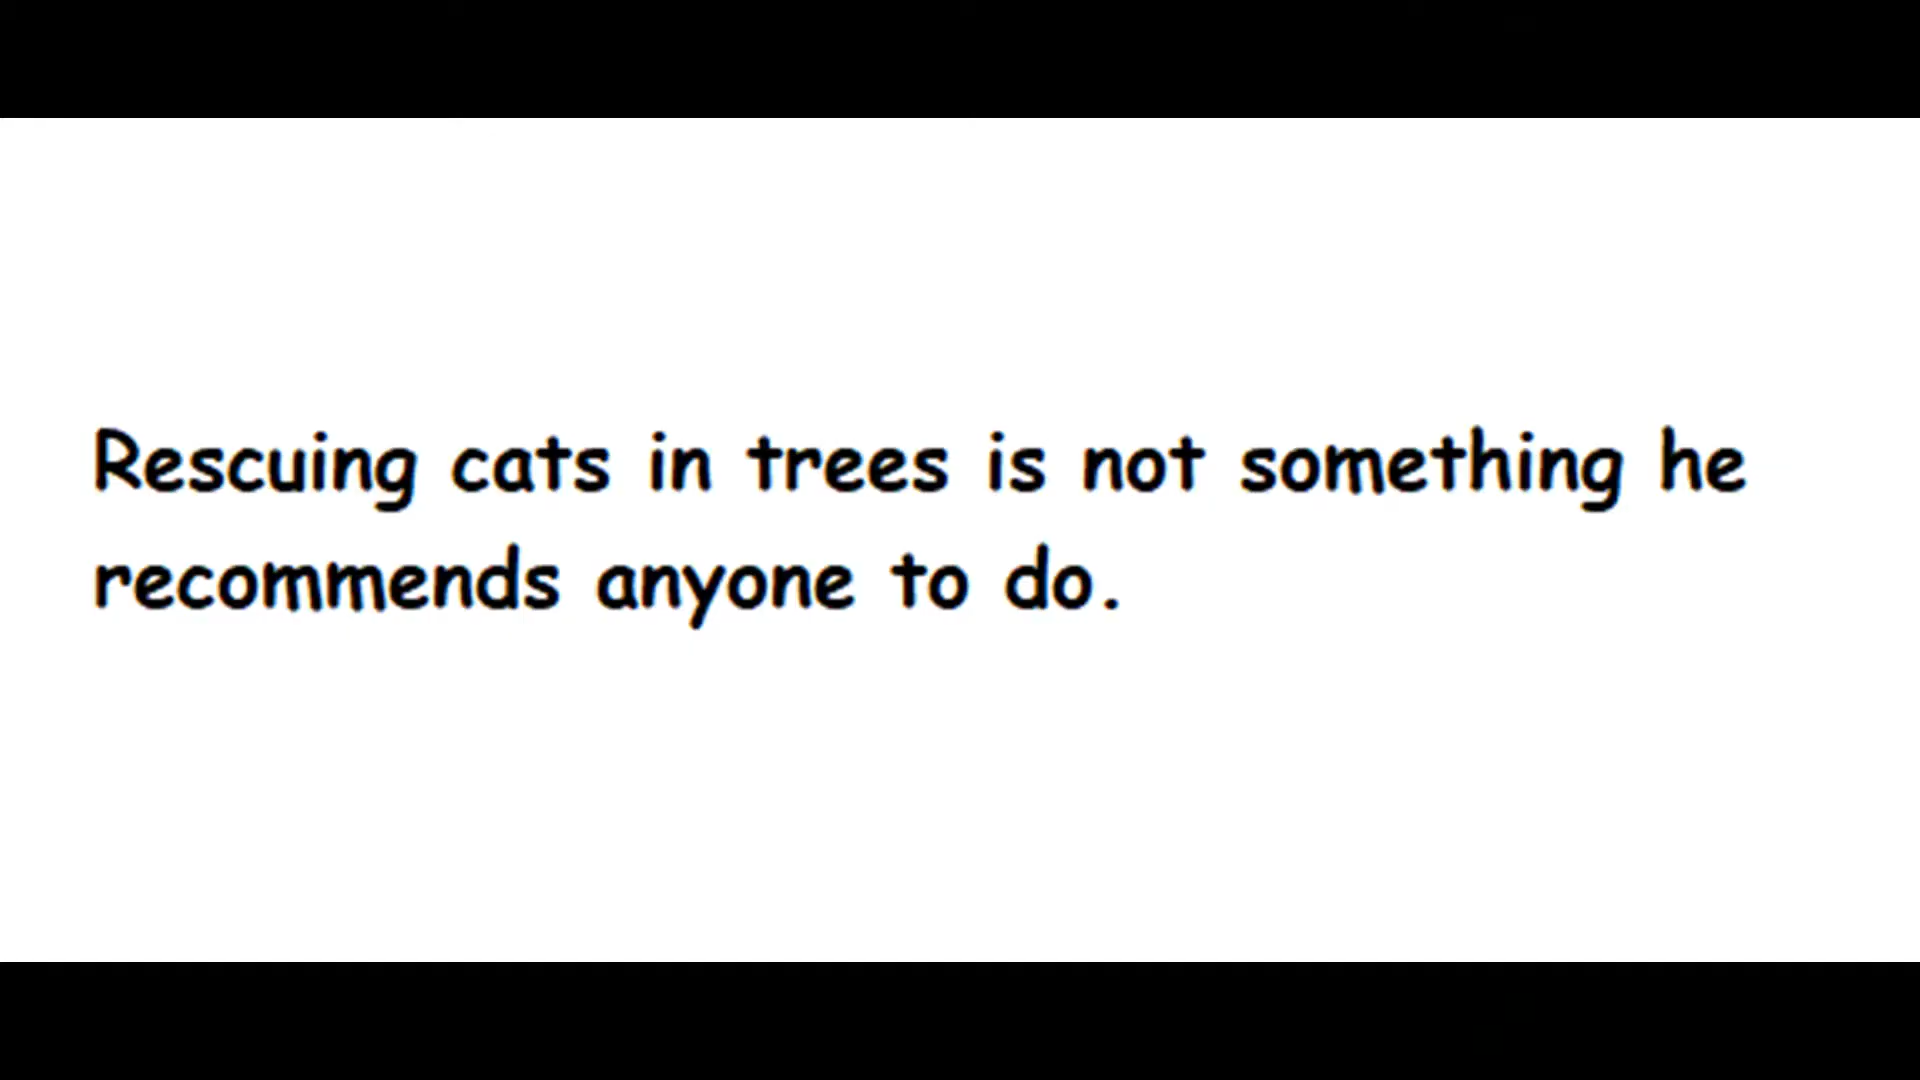 Rescuing cats in trees is not something he
recommends anyone to do.